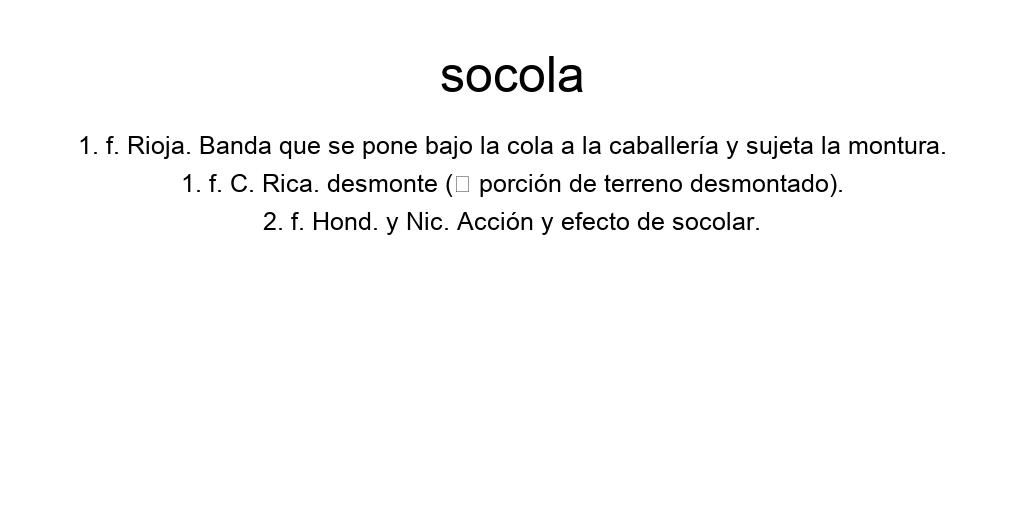 socola
1. f. Rioja. Banda que se pone bajo la cola a la caballería y sujeta la montura.
1. f. C. Rica. desmonte (▯ porción de terreno desmontado).
2. f. Hond. y Nic. Acción y efecto de socolar.